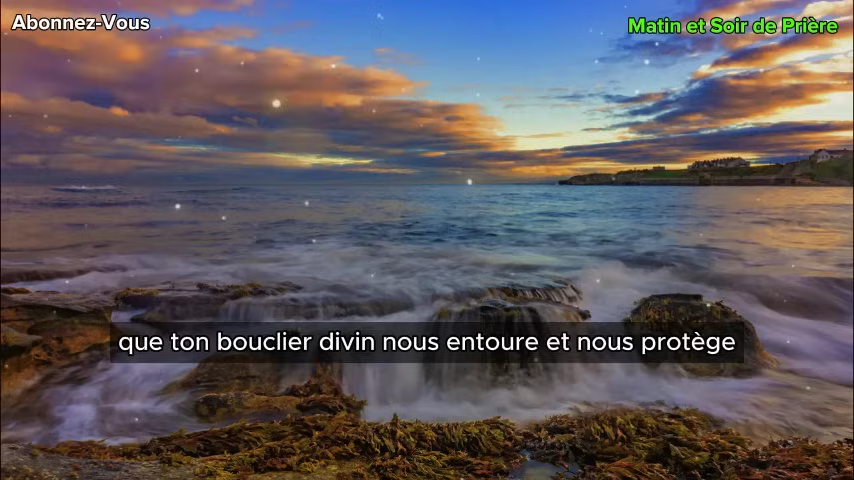 Abonnez-Vous
Matin et Soir de Prière
que ton bouclier divin nous entoure et nous protège